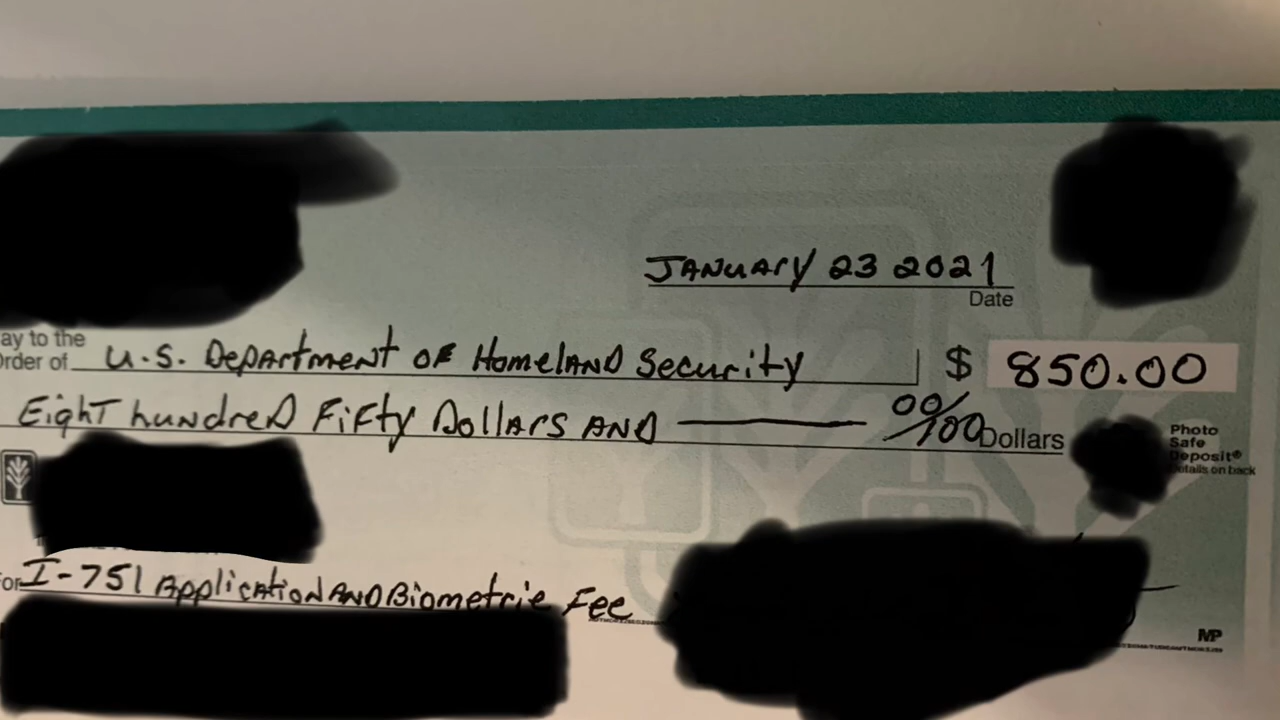 JANUARY 23 2021
Date
ay to the
Order of U.S. Department of Homeland Security $ 850.00
Eight hundred Fifty Dollars AND 00/100 Dollars
Photo
Safe
Deposit®
Details on back
For I-751 Application AND Biometric Fee
MP